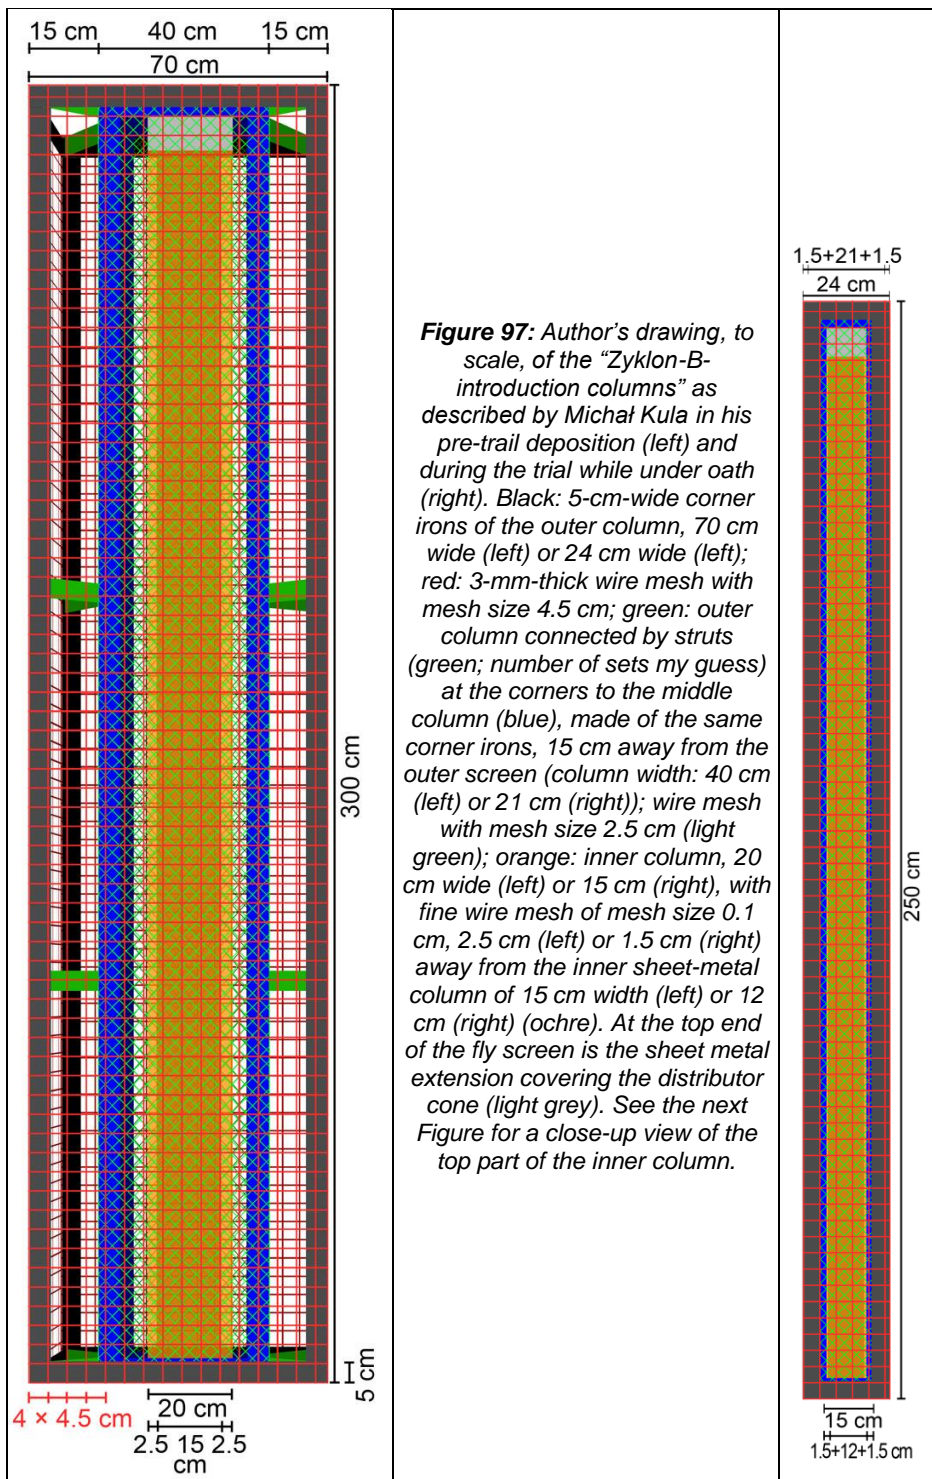 15 cm 40 cm 15 cm
70 cm
300 cm
5 cm
4 × 4.5 cm
20 cm
2.5 15 2.5
cm
Figure 97: Author's drawing, to
scale, of the “Zyklon-B-
introduction columns” as
described by Michał Kula in his
pre-trail deposition (left) and
during the trial while under oath
(right). Black: 5-cm-wide corner
irons of the outer column, 70 cm
wide (left) or 24 cm wide (left);
red: 3-mm-thick wire mesh with
mesh size 4.5 cm; green: outer
column connected by struts
(green; number of sets my guess)
at the corners to the middle
column (blue), made of the same
corner irons, 15 cm away from the
outer screen (column width: 40 cm
(left) or 21 cm (right)); wire mesh
with mesh size 2.5 cm (light
green); orange: inner column, 20
cm wide (left) or 15 cm (right), with
fine wire mesh of mesh size 0.1
cm, 2.5 cm (left) or 1.5 cm (right)
away from the inner sheet-metal
column of 15 cm width (left) or 12
cm (right) (ochre). At the top end
of the fly screen is the sheet metal
extension covering the distributor
cone (light grey). See the next
Figure for a close-up view of the
top part of the inner column.
1.5+21+1.5
24 cm
250 cm
15 cm
1.5+12+1.5 cm